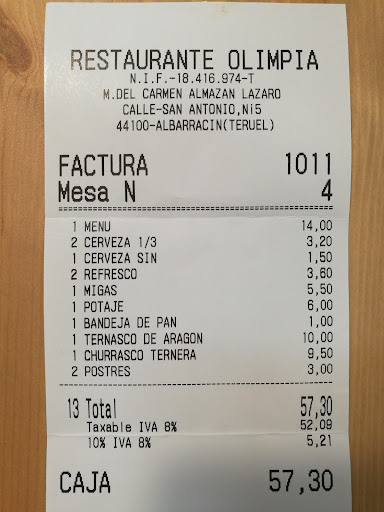 RESTAURANTE OLIMPIA
N.I.F.-18.416.974-T
M.DEL CARMEN ALMAZAN LAZARO
CALLE-SAN ANTONIO,Ni5
44100-ALBARRACIN(TERUEL)
FACTURA 1011
Mesa N 4
1 MENU 14,00
2 CERVEZA 1/3 3,20
1 CERVEZA SIN 1,50
2 REFRESCO 3,60
1 MIGAS 5,50
1 POTAJE 6,00
1 BANDEJA DE PAN 1,00
1 TERNASCO DE ARAGON 10,00
1 CHURRASCO TERNERA 9,50
2 POSTRES 3,00
13 Total 57,30
Taxable IVA 8% 52,09
10% IVA 8% 5,21
CAJA 57,30